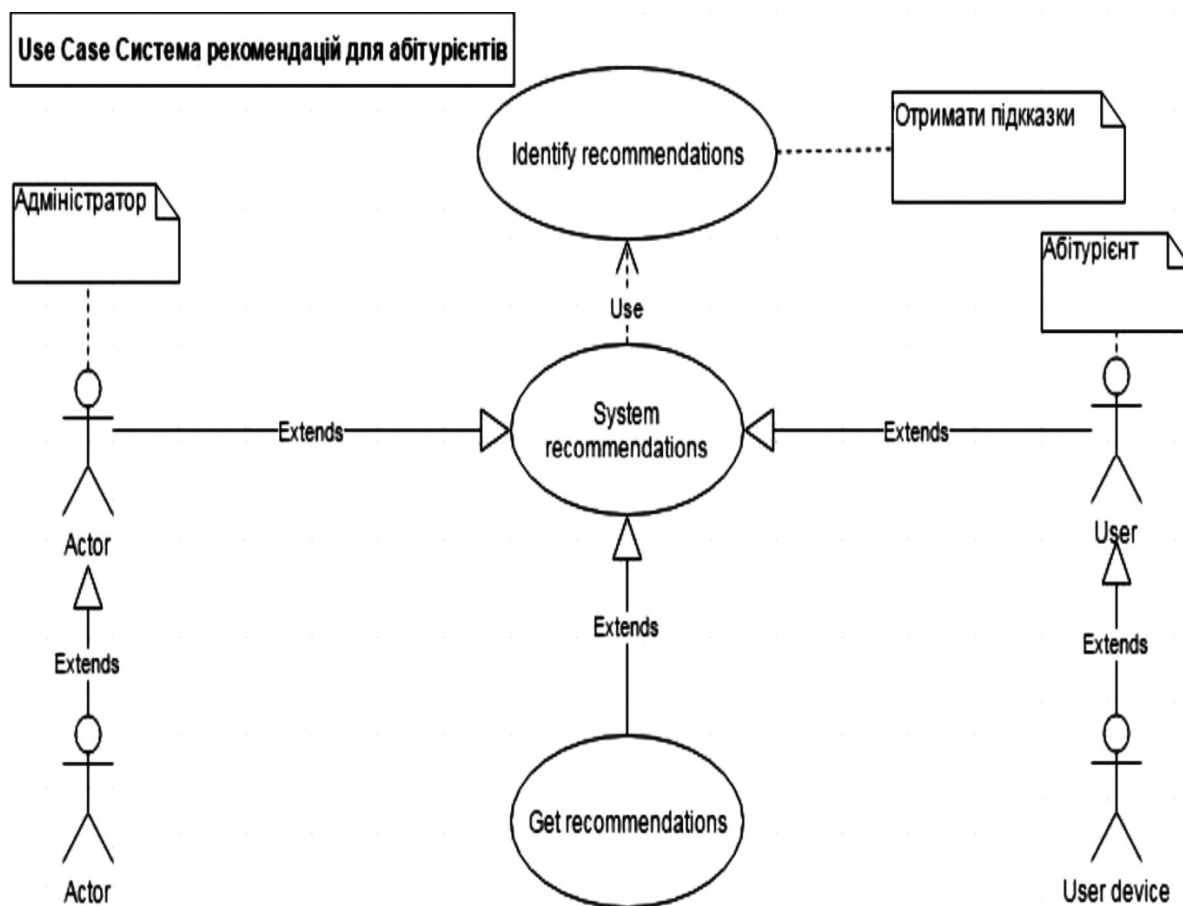 Use Case Система рекомендацій для абітурієнтів
Identify recommendations
Отримати підкказки
Адміністратор
Абітурієнт
Use
System
recommendations
Extends
Extends
Actor
User
Extends
Extends
Extends
Get recommendations
Actor
User device